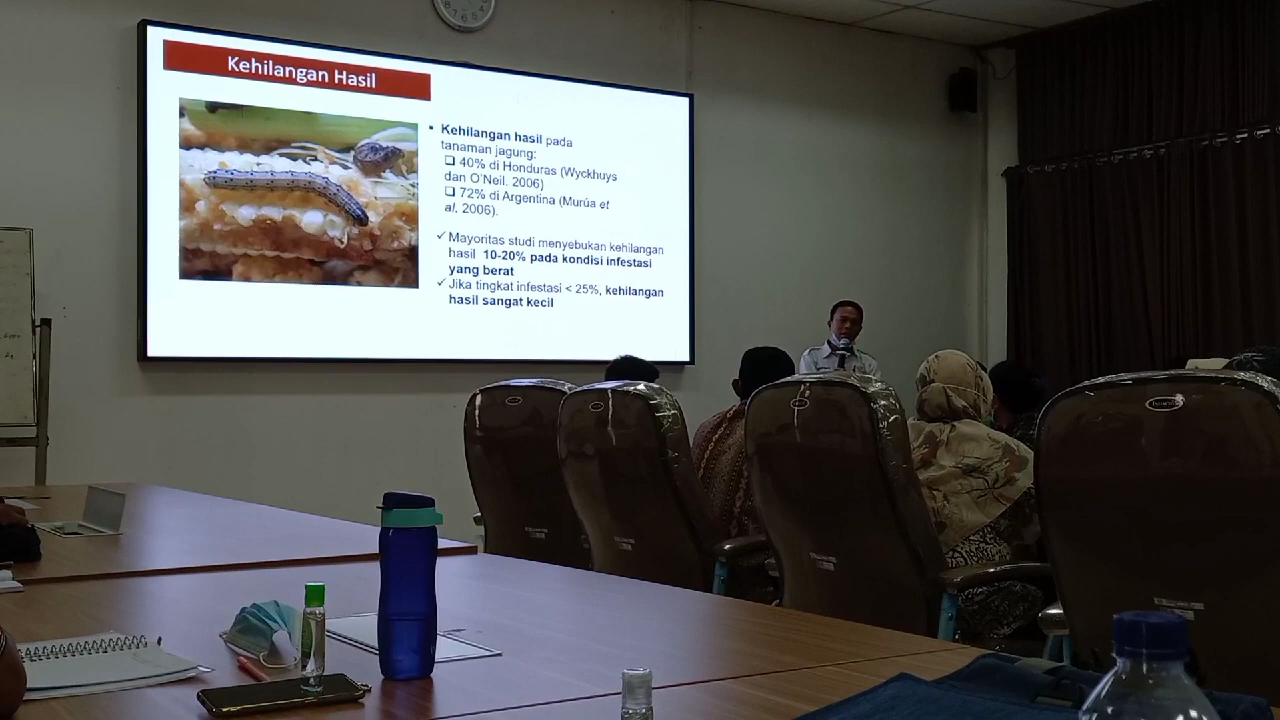 Kehilangan Hasil
Kehilangan hasil pada
tanaman jagung:
40% di Honduras (Wyckhuys
dan O'Neil. 2006)
72% di Argentina (Murúa et
al. 2006).
Mayoritas studi menyebukan kehilangan
hasil 10-20% pada kondisi infestasi
yang berat
Jika tingkat infestasi < 25%, kehilangan
hasil sangat kecil